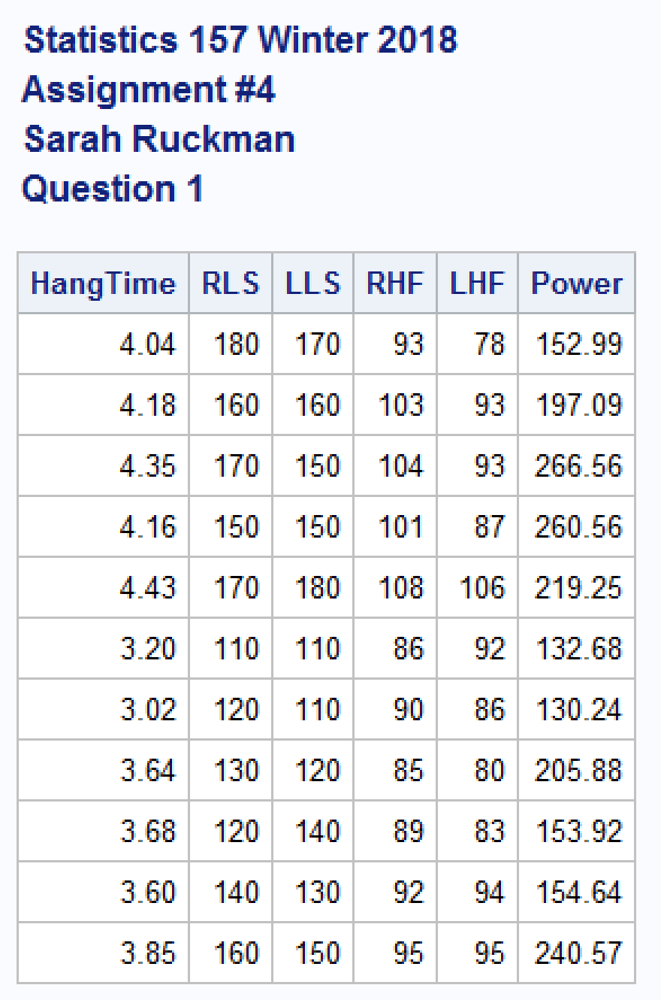 Statistics 157 Winter 2018
Assignment #4
Sarah Ruckman
Question 1
HangTime RLS LLS RHF LHF Power
4.04 180 170 93 78 152.99
4.18 160 160 103 93 197.09
4.35 170 150 104 93 266.56
4.16 150 150 101 87 260.56
4.43 170 180 108 106 219.25
3.20 110 110 86 92 132.68
3.02 120 110 90 86 130.24
3.64 130 120 85 80 205.88
3.68 120 140 89 83 153.92
3.60 140 130 92 94 154.64
3.85 160 150 95 95 240.57